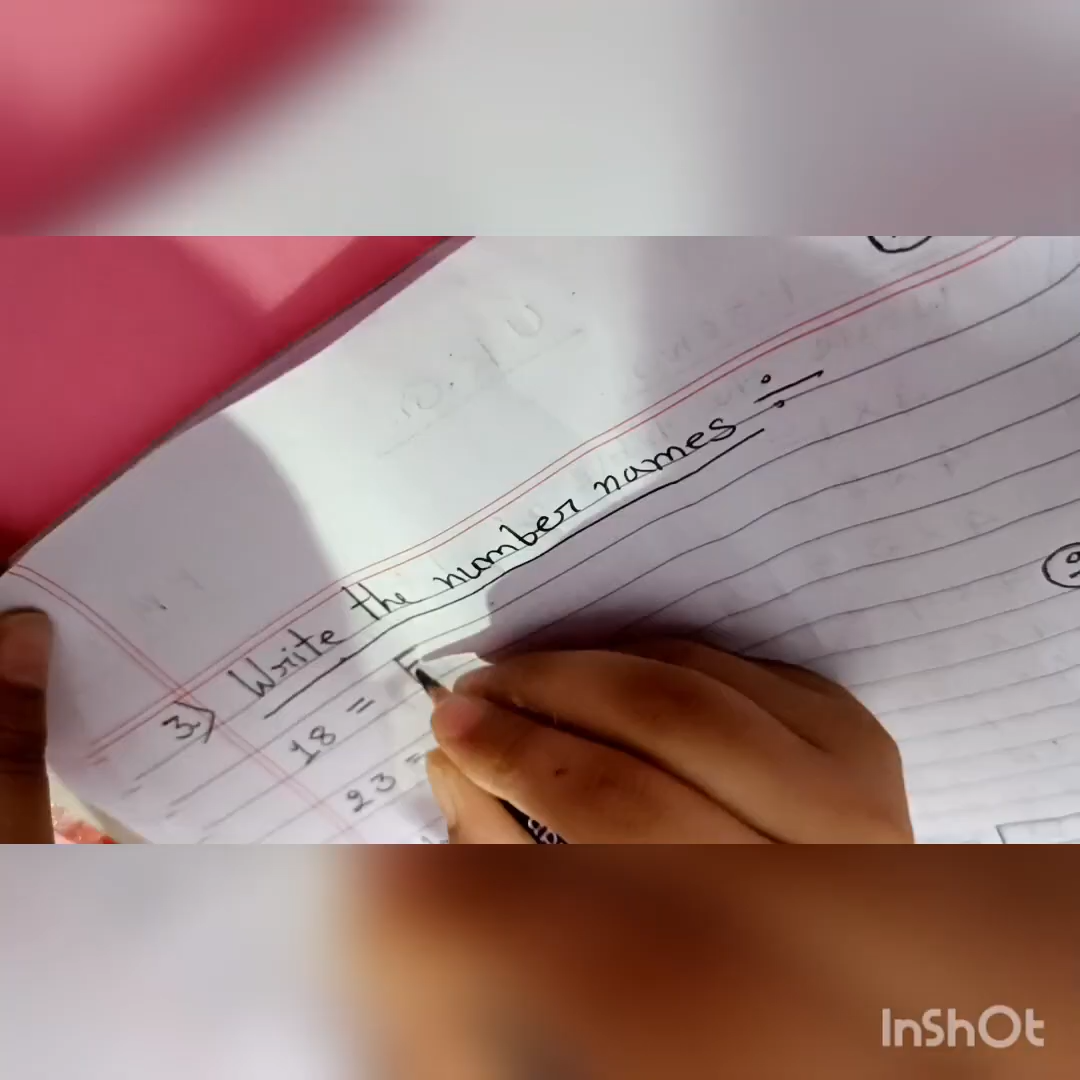 3) Write the number names ÷
18 = E
23 =
InShOt